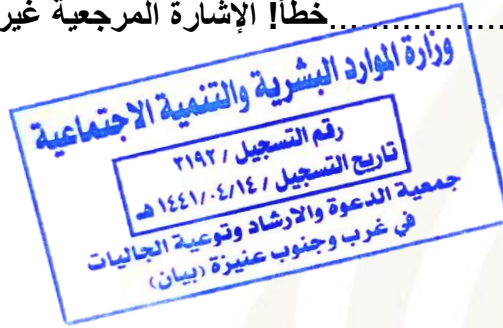 ................خطأ! الإشارة المرجعية غير
وزارة الموارد البشرية والتنمية الاجتماعية
رقم التسجيل / ٣١٩٢
تاريخ التسجيل / ١٤٤١/٠٤/١٤ هـ
جمعية الدعوة والارشاد وتوعية الجاليات
في غرب وجنوب عنيزة (بيان)